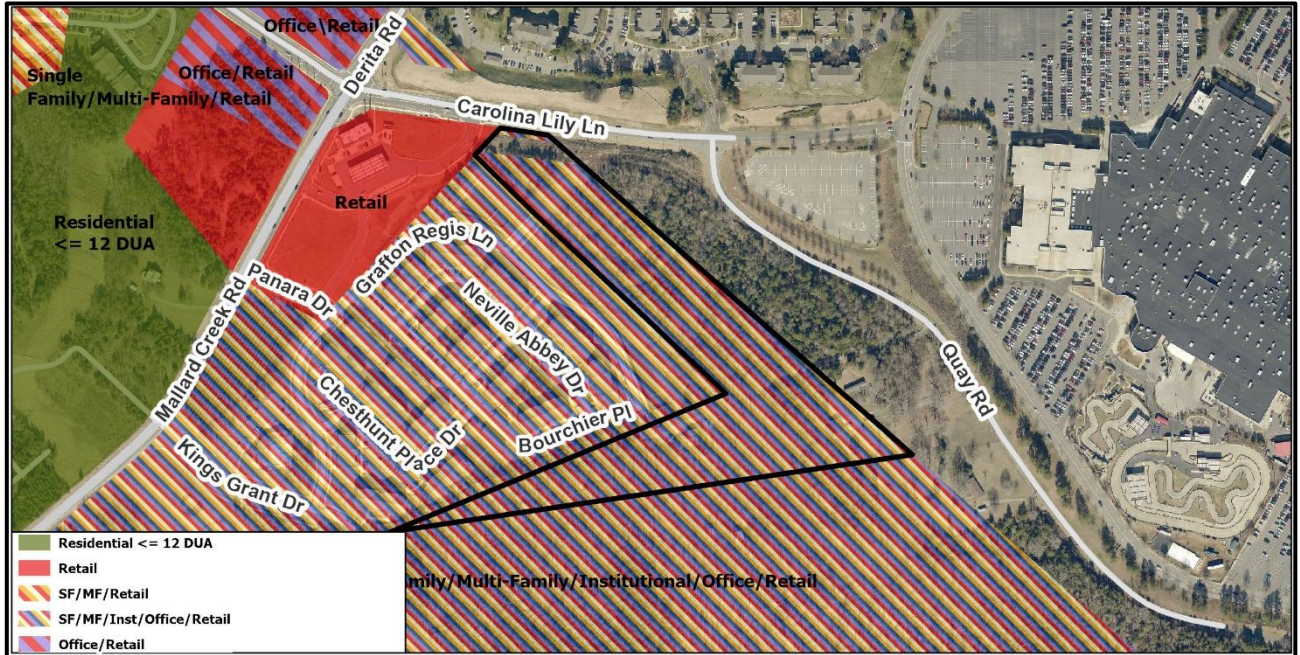 Office\Retail
Single
Family/Multi-Family/Retail
Office/Retail
Derita Rd
Carolina Lily Ln
Retail
Residential
<= 12 DUA
Grafton Regis Ln
Panara Dr
Mallard Creek Rd
Neville Abbey Dr
Chesthunt Place Dr
Bourchier Pl
Kings Grant Dr
Quay Rd
mily/Multi-Family/Institutional/Office/Retail
Residential <= 12 DUA
Retail
SF/MF/Retail
SF/MF/Inst/Office/Retail
Office/Retail